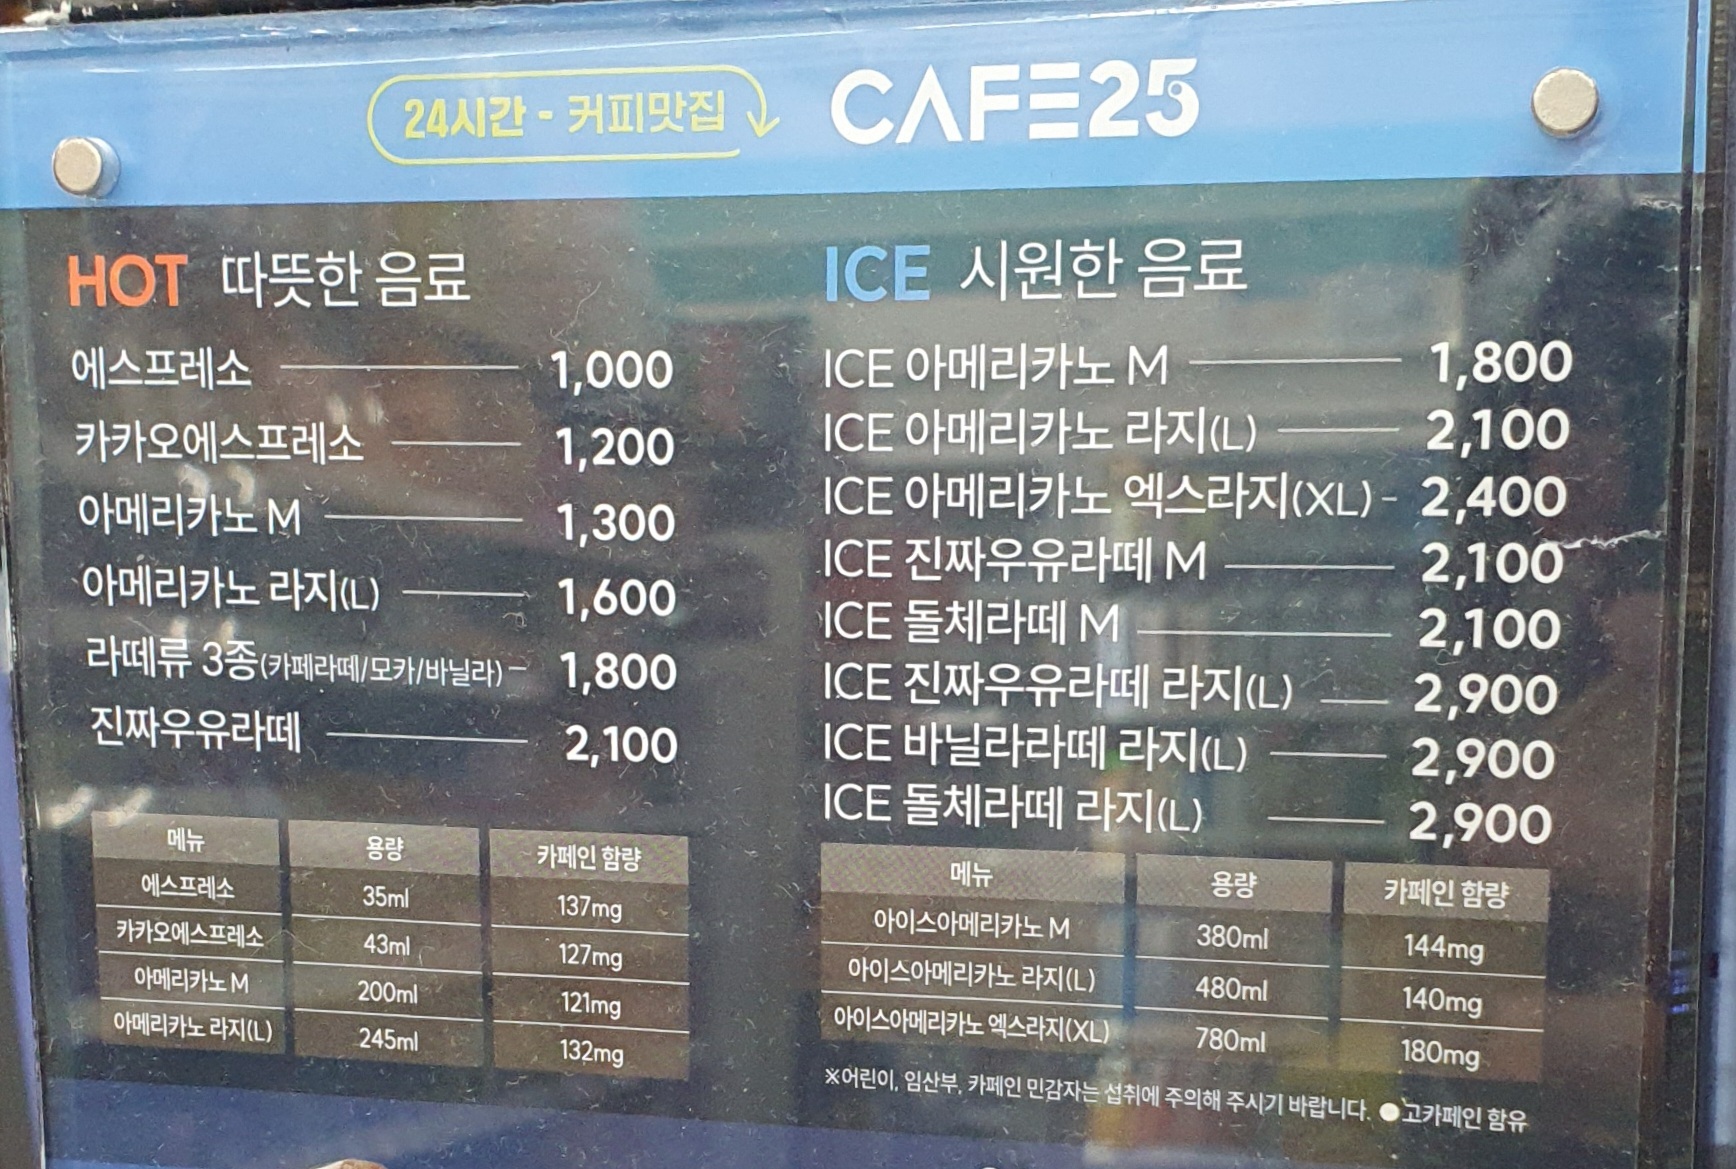 24시간 - 커피맛집 CAFE25
HOT 따뜻한 음료
에스프레소 1,000
카카오에스프레소 1,200
아메리카노 M 1,300
아메리카노 라지(L) 1,600
라떼류 3종(카페라떼/모카/바닐라) 1,800
진짜우유라떼 2,100
메뉴 용량 카페인 함량
에스프레소 35ml 137mg
카카오에스프레소 43ml 127mg
아메리카노 M 200ml 121mg
아메리카노 라지(L) 245ml 132mg
ICE 시원한 음료
ICE 아메리카노 M 1,800
ICE 아메리카노 라지(L) 2,100
ICE 아메리카노 엑스라지(XL) 2,400
ICE 진짜우유라떼 M 2,100
ICE 돌체라떼 M 2,100
ICE 진짜우유라떼 라지(L) 2,900
ICE 바닐라라떼 라지(L) 2,900
ICE 돌체라떼 라지(L) 2,900
메뉴 용량 카페인 함량
아이스아메리카노 M 380ml 144mg
아이스아메리카노 라지(L) 480ml 140mg
아이스아메리카노 엑스라지(XL) 780ml 180mg
※어린이, 임산부, 카페인 민감자는 섭취에 주의해 주시기 바랍니다. ●고카페인 함유